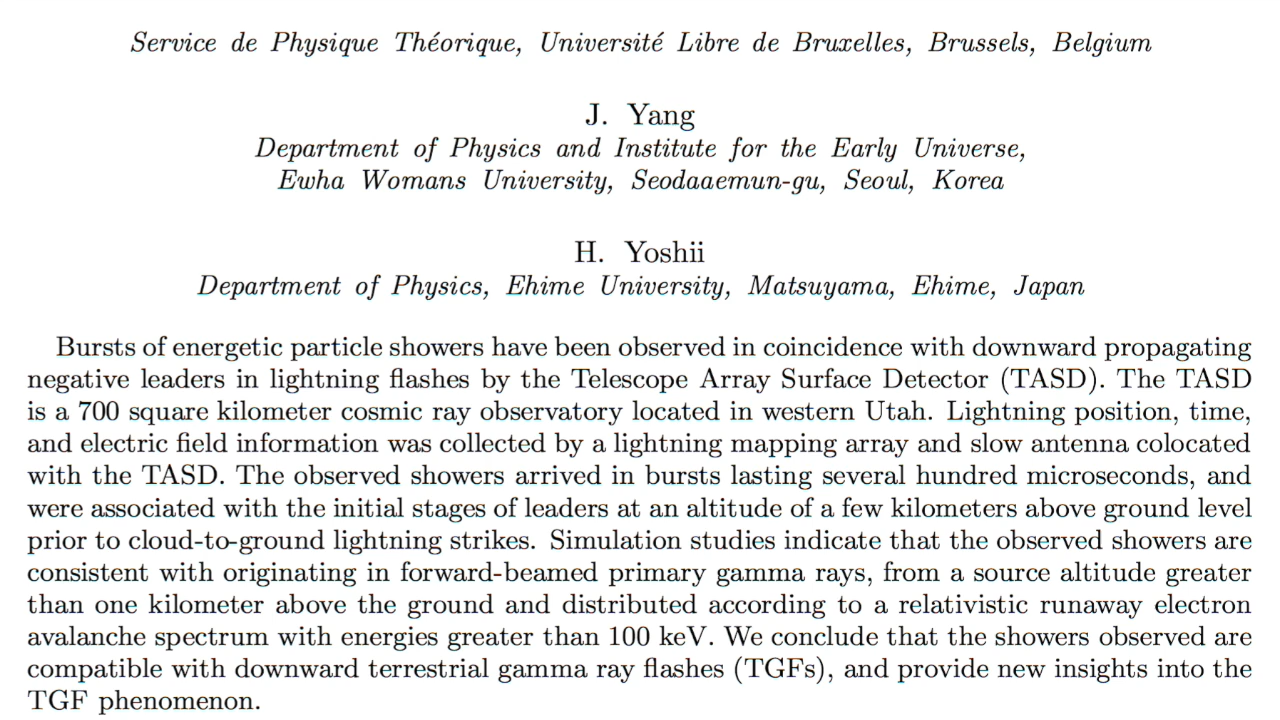 Service de Physique Théorique, Université Libre de Bruxelles, Brussels, Belgium
J. Yang
Department of Physics and Institute for the Early Universe,
Ewha Womans University, Seodaaemun-gu, Seoul, Korea
H. Yoshii
Department of Physics, Ehime University, Matsuyama, Ehime, Japan
Bursts of energetic particle showers have been observed in coincidence with downward propagating
negative leaders in lightning flashes by the Telescope Array Surface Detector (TASD). The TASD
is a 700 square kilometer cosmic ray observatory located in western Utah. Lightning position, time,
and electric field information was collected by a lightning mapping array and slow antenna colocated
with the TASD. The observed showers arrived in bursts lasting several hundred microseconds, and
were associated with the initial stages of leaders at an altitude of a few kilometers above ground level
prior to cloud-to-ground lightning strikes. Simulation studies indicate that the observed showers are
consistent with originating in forward-beamed primary gamma rays, from a source altitude greater
than one kilometer above the ground and distributed according to a relativistic runaway electron
avalanche spectrum with energies greater than 100 keV. We conclude that the showers observed are
compatible with downward terrestrial gamma ray flashes (TGFs), and provide new insights into the
TGF phenomenon.